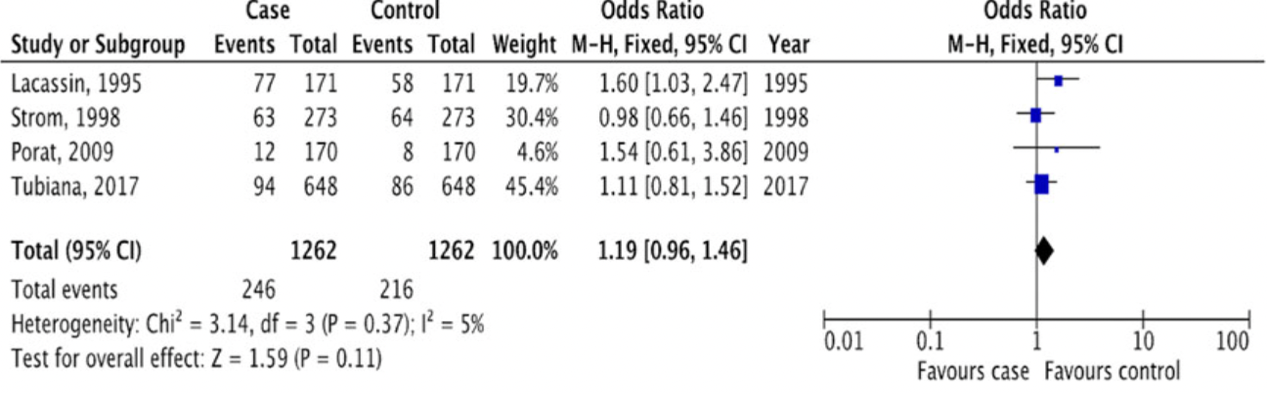 Case Control Odds Ratio Odds Ratio
Study or Subgroup Events Total Events Total Weight M-H, Fixed, 95% CI Year M-H, Fixed, 95% CI
Lacassin, 1995 77 171 58 171 19.7% 1.60 [1.03, 2.47] 1995
Strom, 1998 63 273 64 273 30.4% 0.98 [0.66, 1.46] 1998
Porat, 2009 12 170 8 170 4.6% 1.54 [0.61, 3.86] 2009
Tubiana, 2017 94 648 86 648 45.4% 1.11 [0.81, 1.52] 2017
Total (95% CI) 1262 1262 100.0% 1.19 [0.96, 1.46]
Total events 246 216
Heterogeneity: Chi² = 3.14, df = 3 (P = 0.37); I² = 5%
Test for overall effect: Z = 1.59 (P = 0.11)
0.01 0.1 1 10 100
Favours case Favours control